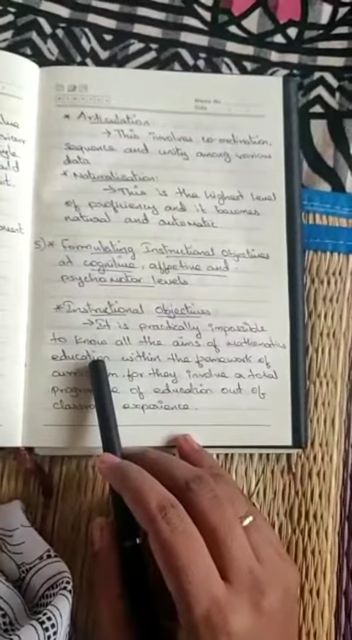 * Articulation
→ This involves co-ordination,
sequence and unity among various
data
* Naturalisation:
→ This is the highest level
of proficiency and it becomes
natural and automatic
5) * Formulating Instructional Objectives
at cognitive, affective and
psychomotor levels
* Instructional Objectives
→ It is practically impossible
to know all the aims of Mathematics
education within the of
for they involve a total
of education out of
experience.